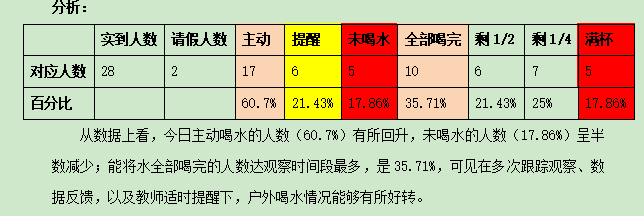 分析：
实到人数 请假人数 主动 提醒 未喝水 全部喝完 剩 1/2 剩 1/4 满杯
对应人数 28 2 17 6 5 10 6 7 5
百分比 60.7% 21.43% 17.86% 35.71% 21.43% 25% 17.86%
从数据上看，今日主动喝水的人数（60.7%）有所回升，未喝水的人数（17.86%）呈半
数减少；能将水全部喝完的人数达观察时间段最多，是 35.71%，可见在多次跟踪观察、数
据反馈，以及教师适时提醒下，户外喝水情况能够有所好转。